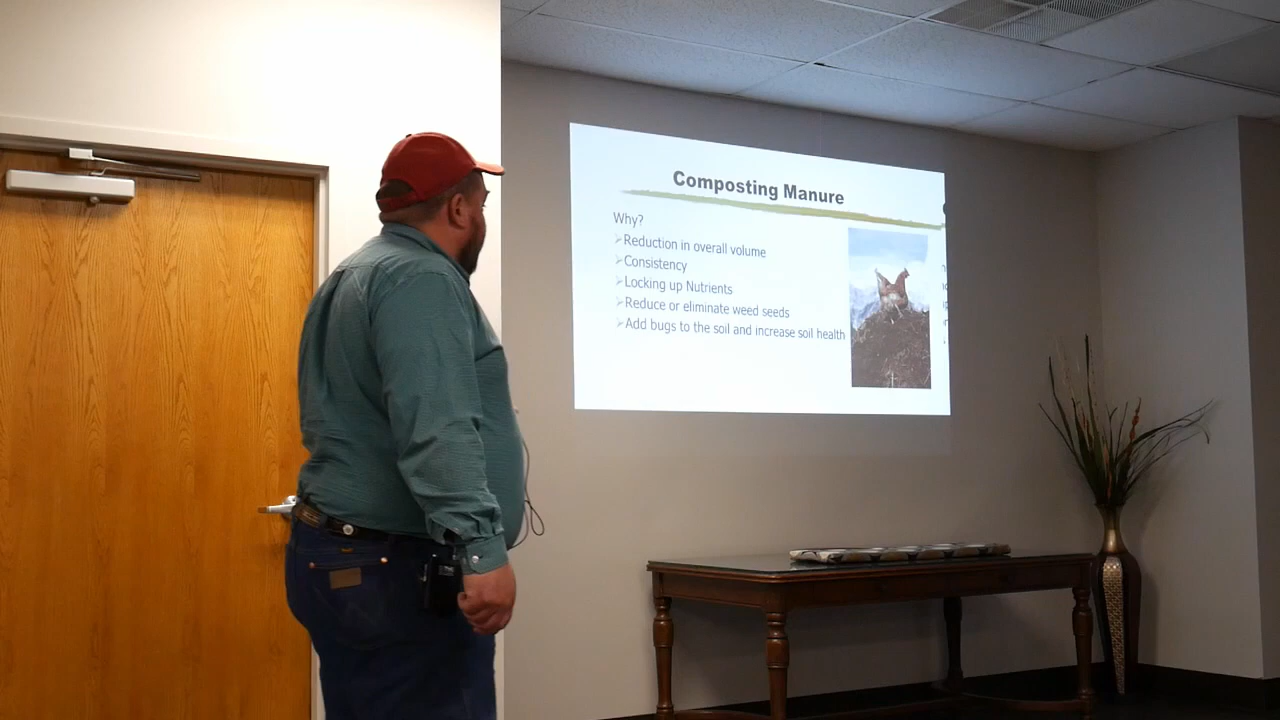 Composting Manure
Why?
Reduction in overall volume
Consistency
Locking up Nutrients
Reduce or eliminate weed seeds
Add bugs to the soil and increase soil health